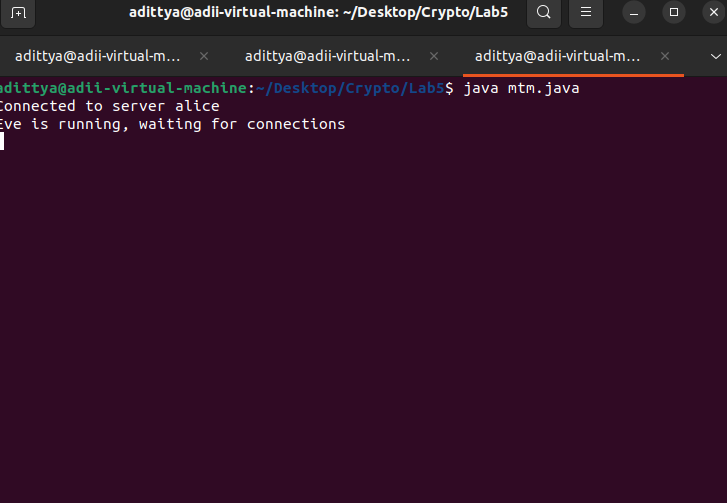 adittya@adii-virtual-machine: ~/Desktop/Crypto/Lab5
adittya@adii-virtual-m... adittya@adii-virtual-m... adittya@adii-virtual-m...
adittya@adii-virtual-machine:~/Desktop/Crypto/Lab5$ java mtm.java
Connected to server alice
Eve is running, waiting for connections